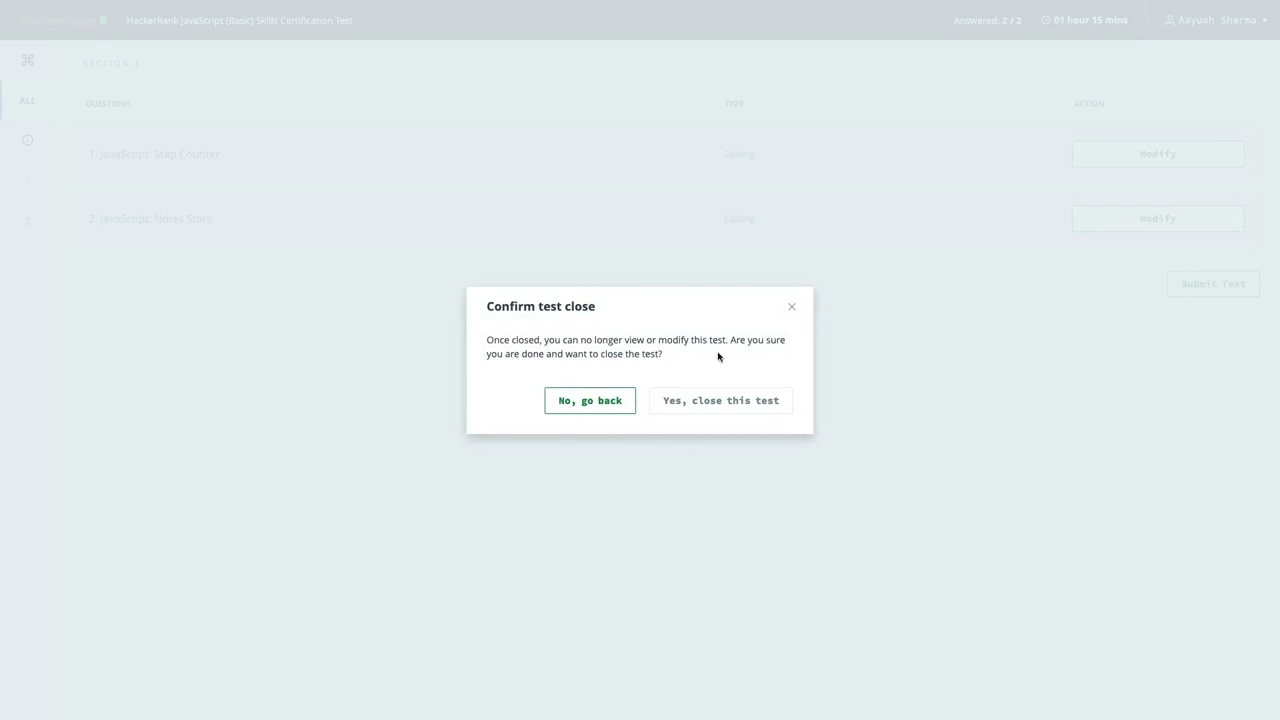 HackerRank JavaScript (Basic) Skills Certification Test
Answered: 2 / 2
01 hour 15 mins
Aayush Sharma
SECTION 1
ALL
QUESTIONS
TYPE
ACTION
1. JavaScript: Step Counter
Coding
Modify
1
2
2. JavaScript: Notes Store
Coding
Modify
Submit Test
Confirm test close
Once closed, you can no longer view or modify this test. Are you sure
you are done and want to close the test?
No, go back
Yes, close this test